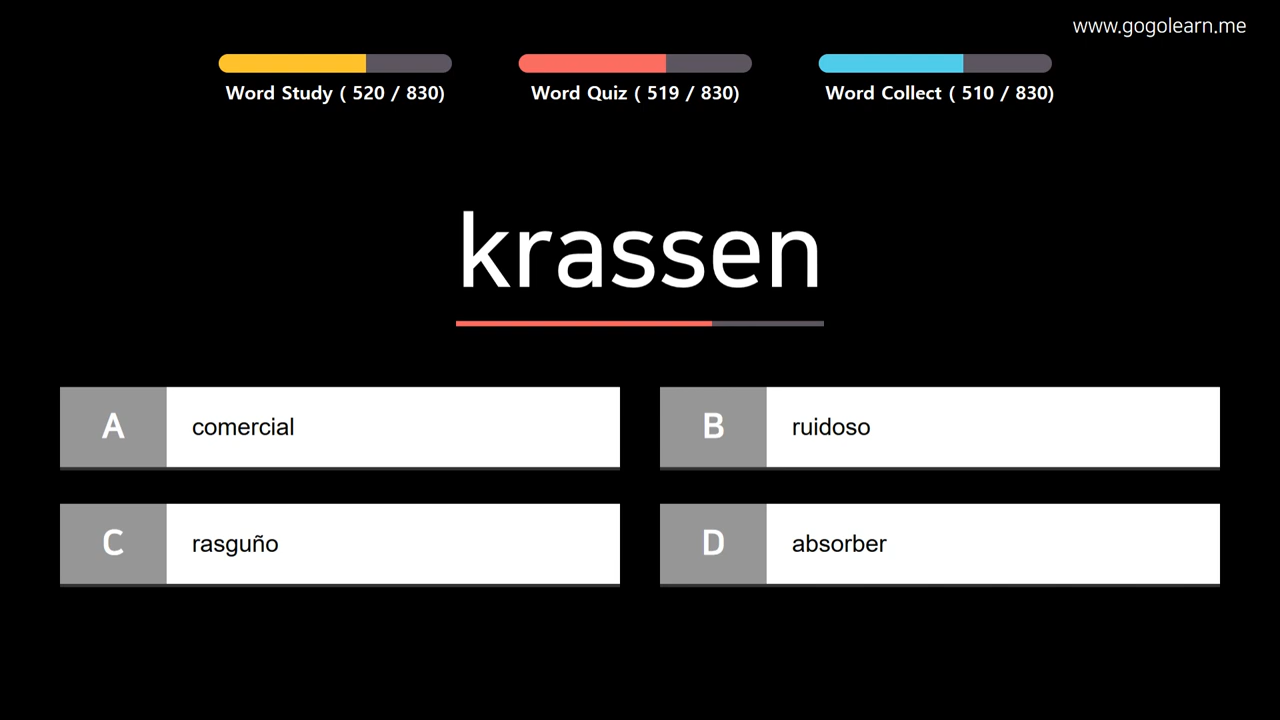 www.gogolearn.me
Word Study ( 520 / 830)
Word Quiz ( 519 / 830)
Word Collect ( 510 / 830)
krassen
A comercial
B ruidoso
C rasguño
D absorber